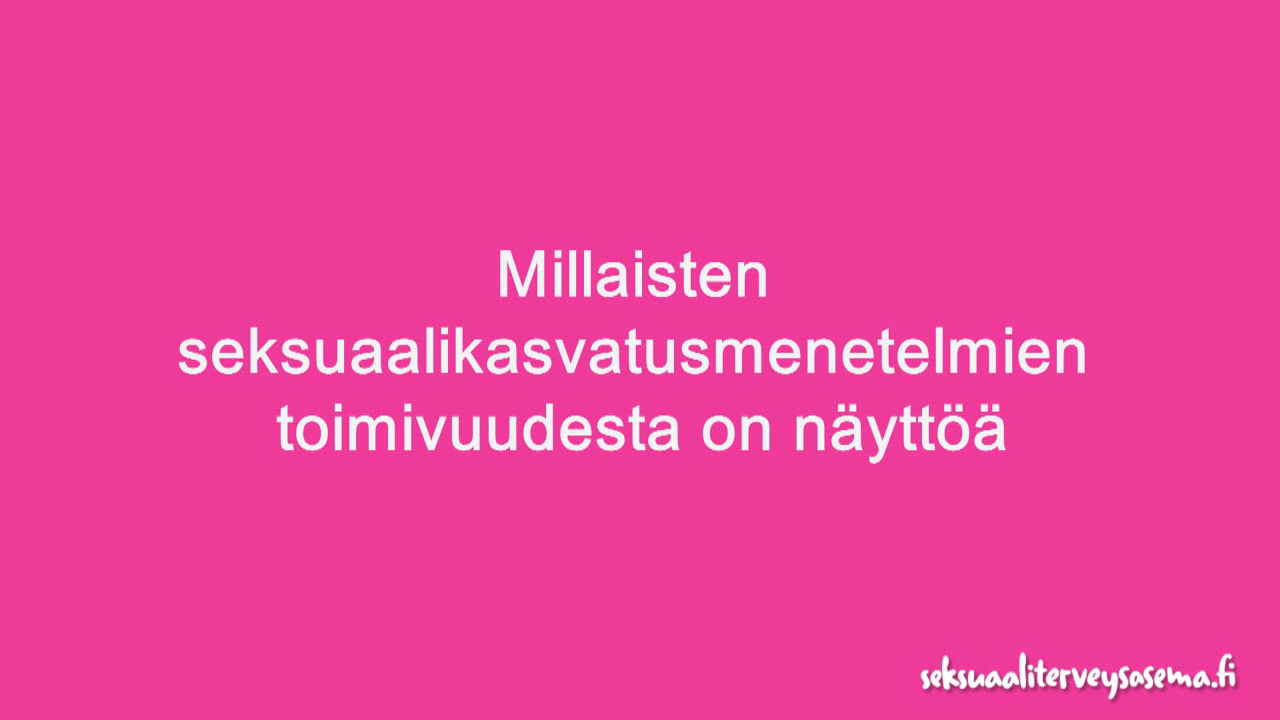 Millaisten
seksuaalikasvatusmenetelmien
toimivuudesta on näyttöä
seksuaaliterveysasema.fi